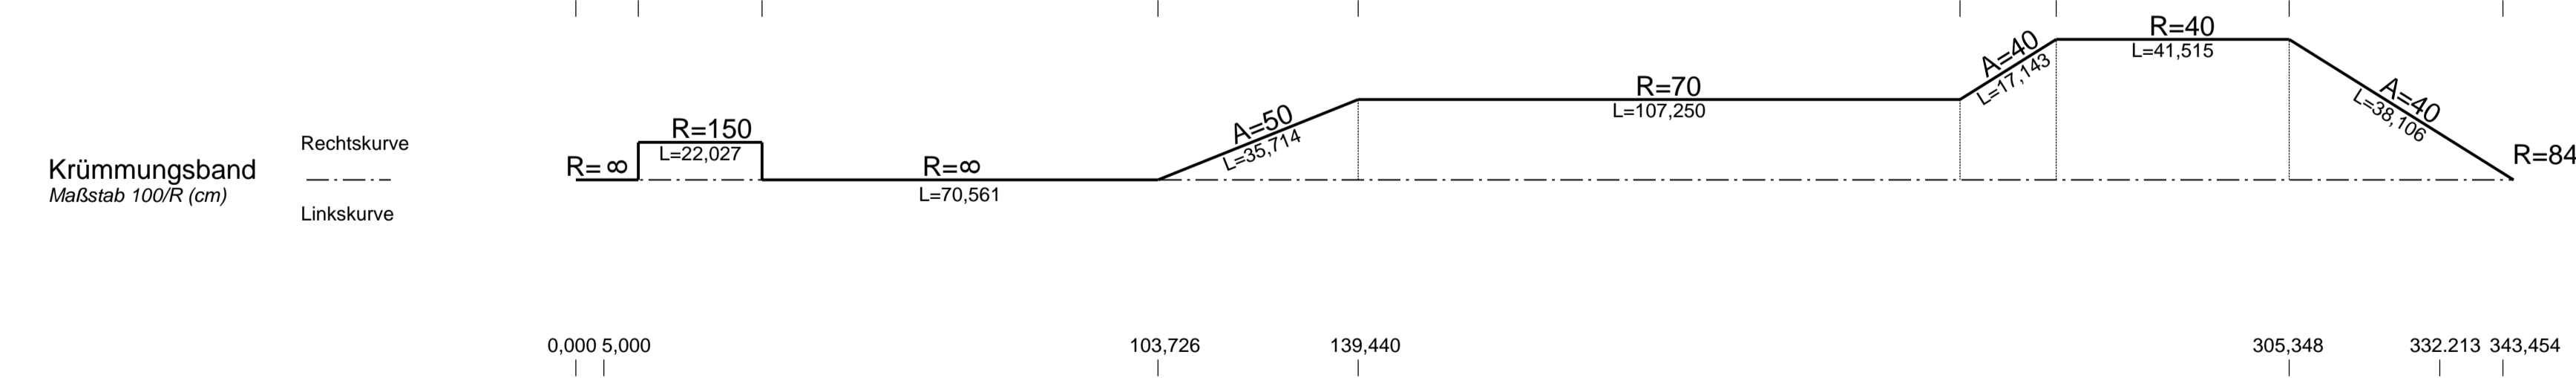 Krümmungsband
Maßstab 100/R (cm)
Rechtskurve
Linkskurve
R= ∞
R=150
L=22,027
R=∞
L=70,561
A=50
L=35,714
R=70
L=107,250
A=40
L=17,143
R=40
L=41,515
A=40
L=38,106
R=84
0,000 5,000 103,726 139,440 305,348 332.213 343,454